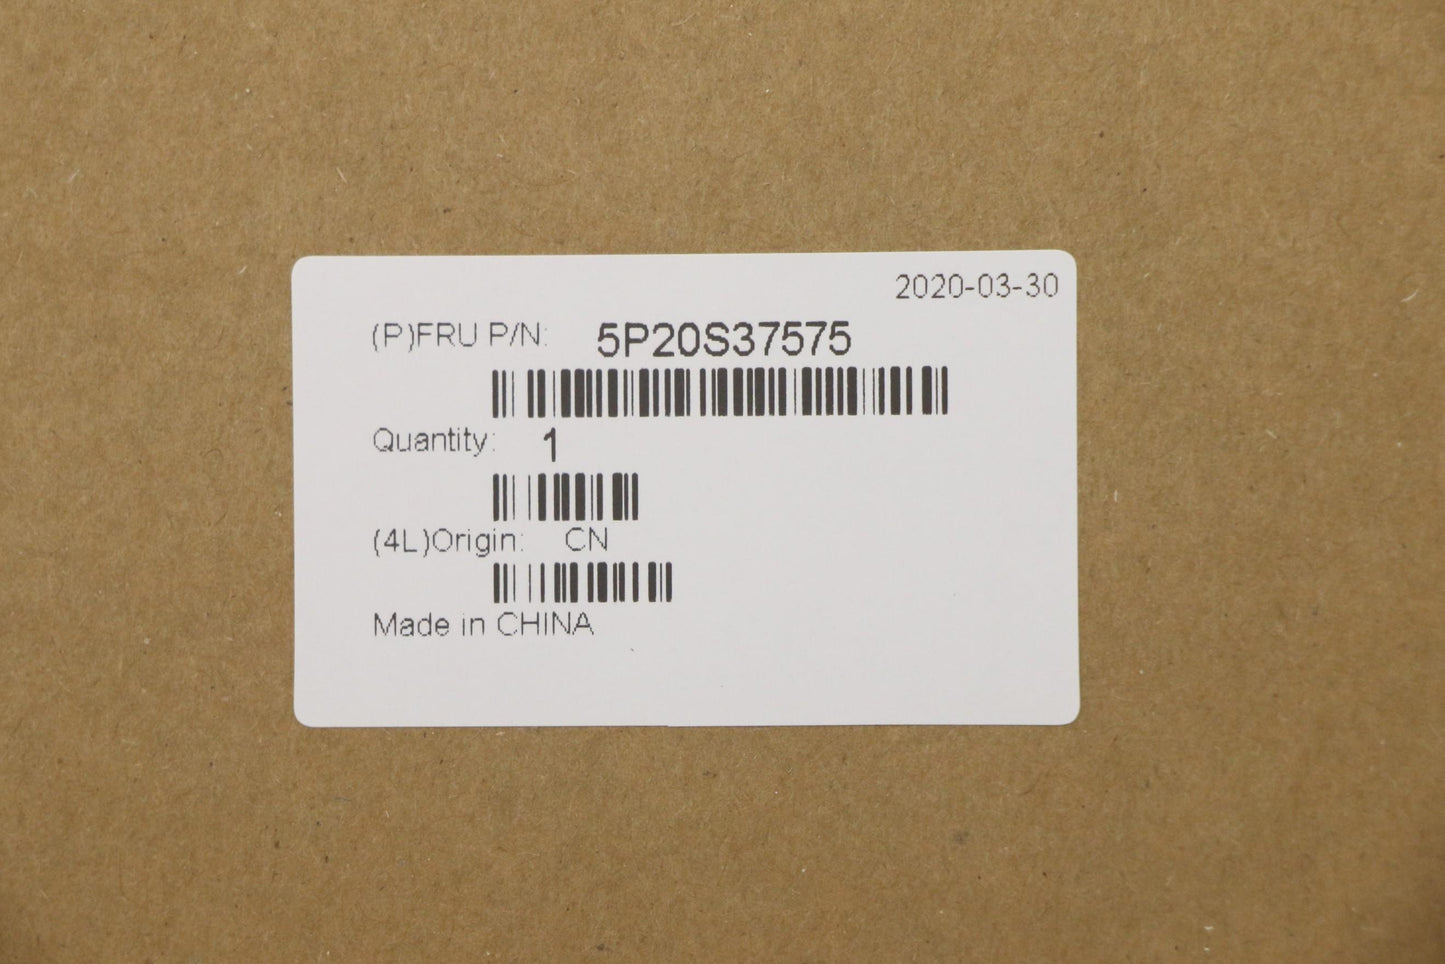 2020-03-30
(P)FRU P/N: 5P20S37575
Quantity: 1
(4L)Origin: CN
Made in CHINA